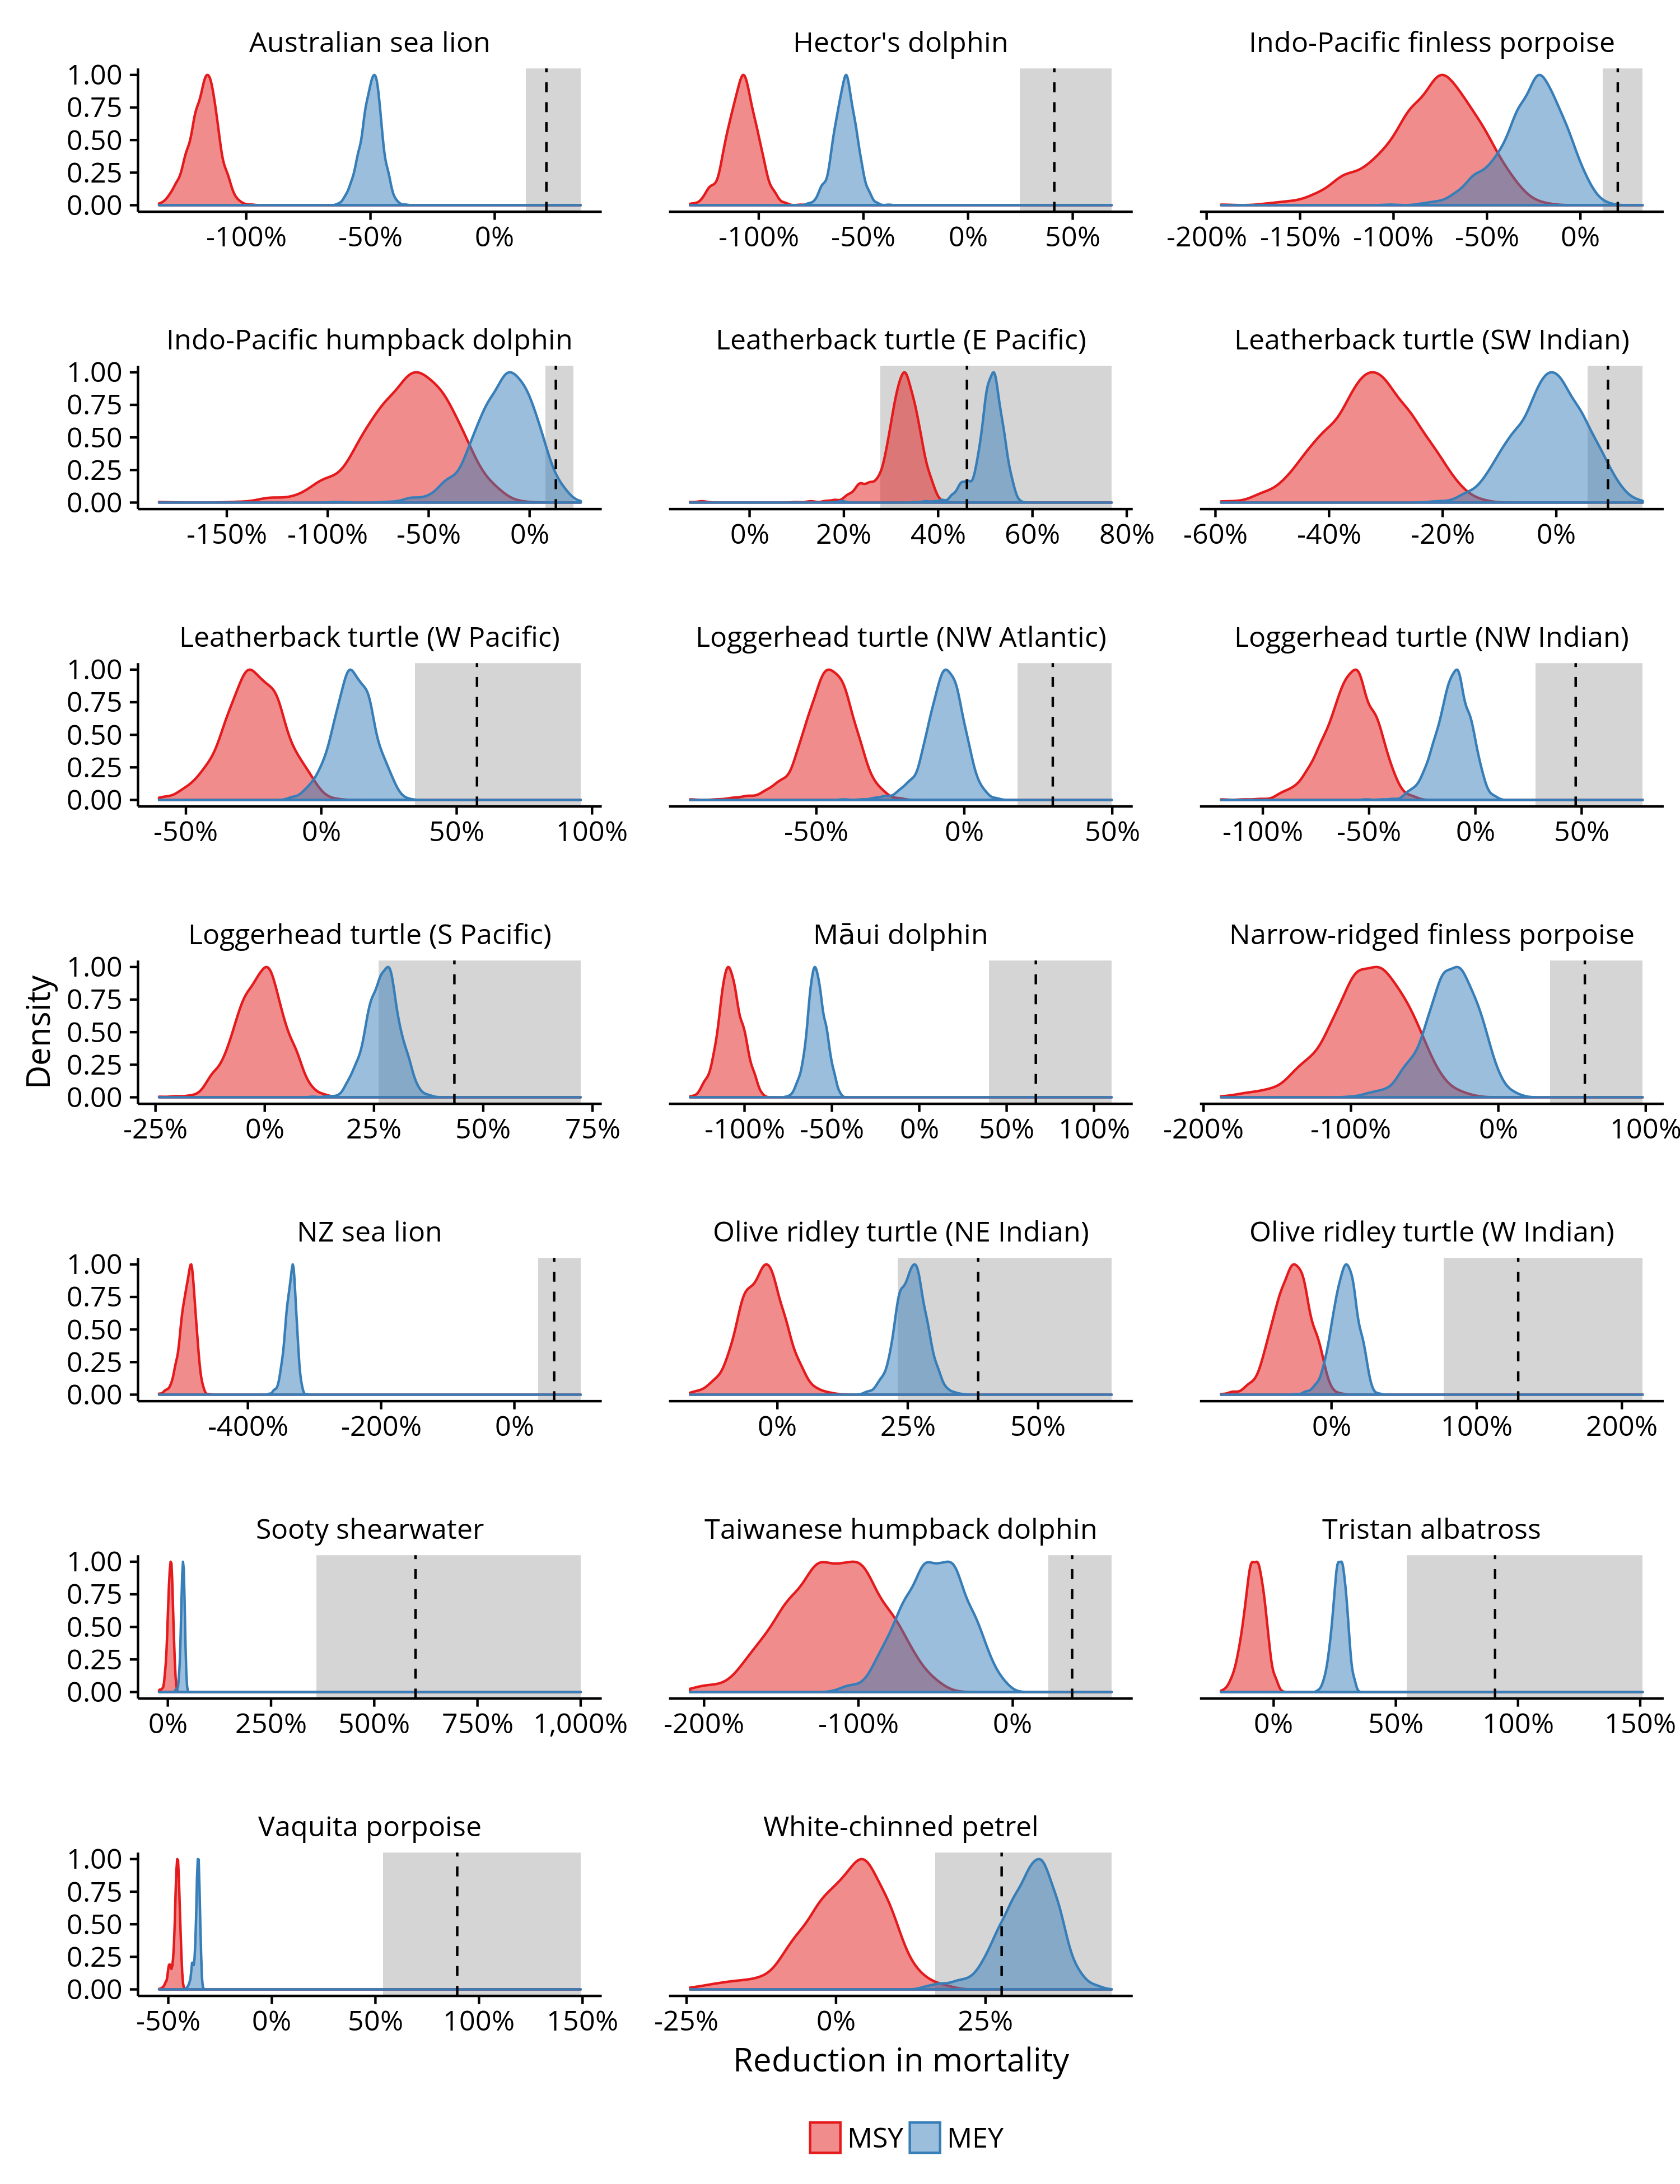 Australian sea lion
Hector's dolphin
Indo-Pacific finless porpoise
1.00
0.75
0.50
0.25
0.00
-100% -50% 0%
-100% -50% 0% 50%
-200% -150% -100% -50% 0%
Indo-Pacific humpback dolphin
Leatherback turtle (E Pacific)
Leatherback turtle (SW Indian)
1.00
0.75
0.50
0.25
0.00
-150% -100% -50% 0%
0% 20% 40% 60% 80%
-60% -40% -20% 0%
Leatherback turtle (W Pacific)
Loggerhead turtle (NW Atlantic)
Loggerhead turtle (NW Indian)
1.00
0.75
0.50
0.25
0.00
-50% 0% 50% 100%
-50% 0% 50%
-100% -50% 0% 50%
Loggerhead turtle (S Pacific)
Māui dolphin
Narrow-ridged finless porpoise
Density
1.00
0.75
0.50
0.25
0.00
-25% 0% 25% 50% 75%
-100% -50% 0% 50% 100%
-200% -100% 0% 100%
NZ sea lion
Olive ridley turtle (NE Indian)
Olive ridley turtle (W Indian)
1.00
0.75
0.50
0.25
0.00
-400% -200% 0%
0% 25% 50%
0% 100% 200%
Sooty shearwater
Taiwanese humpback dolphin
Tristan albatross
1.00
0.75
0.50
0.25
0.00
0% 250% 500% 750% 1,000%
-200% -100% 0%
0% 50% 100% 150%
Vaquita porpoise
White-chinned petrel
1.00
0.75
0.50
0.25
0.00
-50% 0% 50% 100% 150%
-25% 0% 25%
Reduction in mortality
MSY MEY